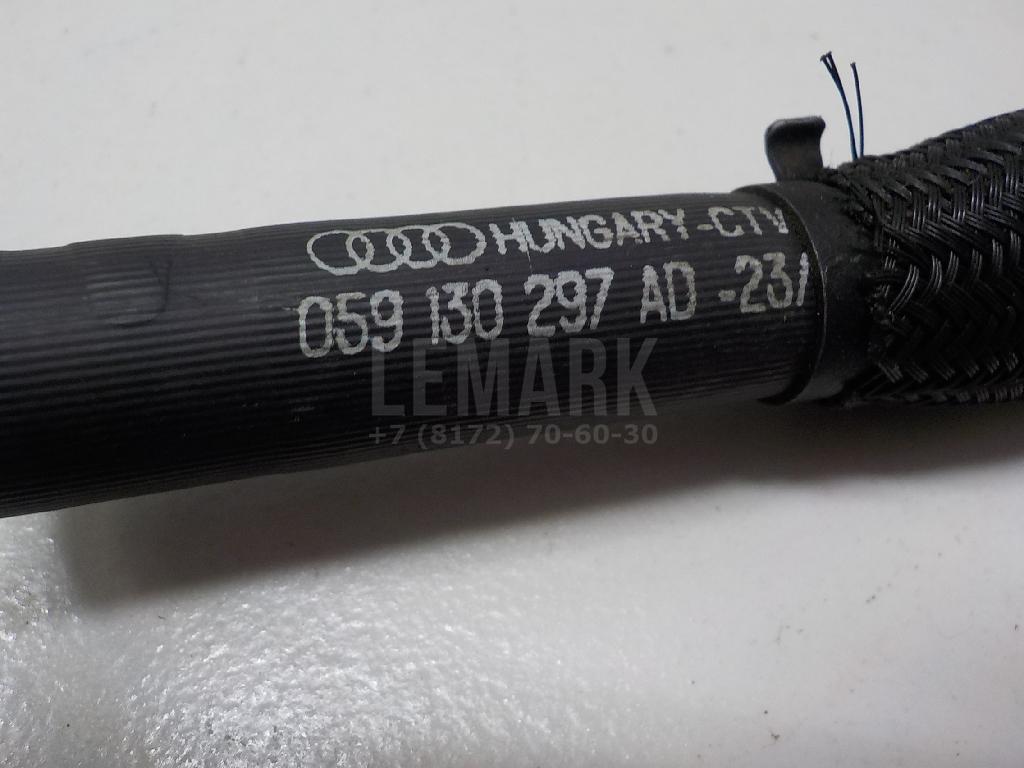 HUNGARY-CTV
059 130 297 AD -23/
LEMARK
+7 (8172) 70-60-30